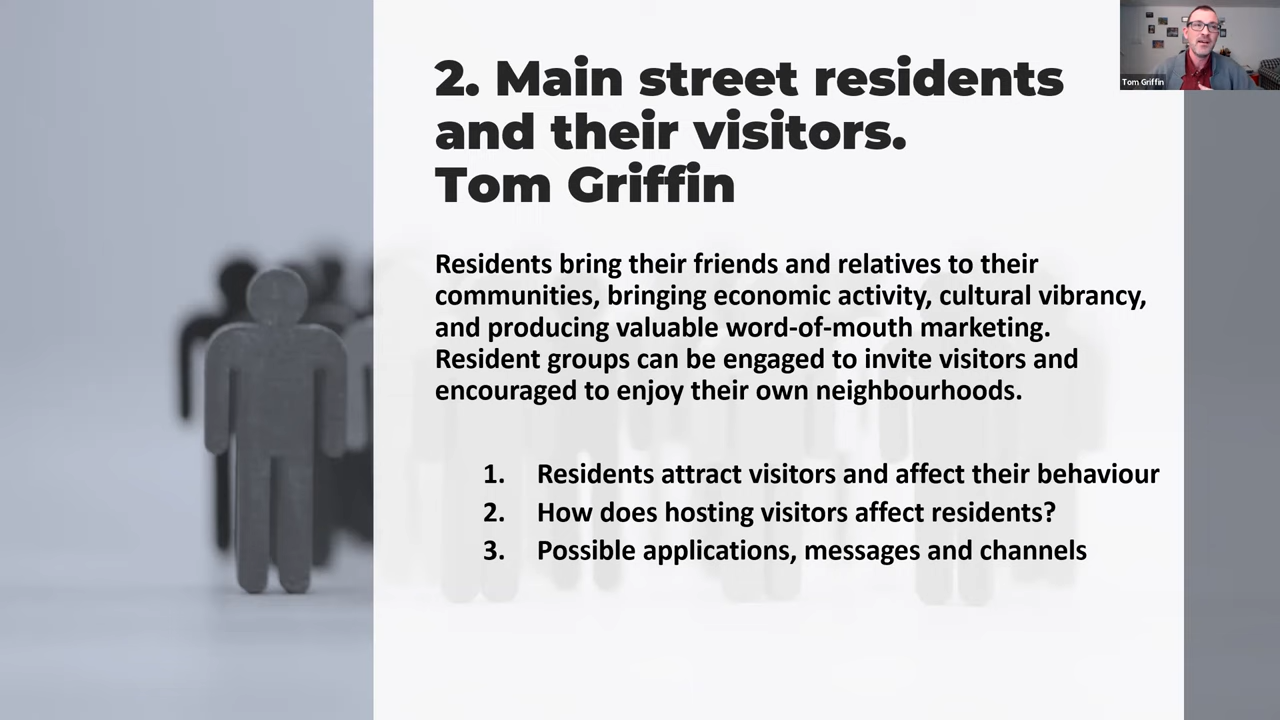 2. Main street residents
and their visitors.
Tom Griffin
Residents bring their friends and relatives to their
communities, bringing economic activity, cultural vibrancy,
and producing valuable word-of-mouth marketing.
Resident groups can be engaged to invite visitors and
encouraged to enjoy their own neighbourhoods.
1. Residents attract visitors and affect their behaviour
2. How does hosting visitors affect residents?
3. Possible applications, messages and channels
Tom Griffin